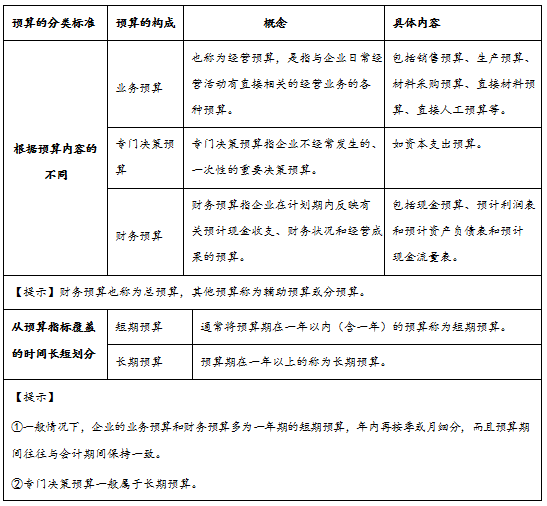 预算的分类标准 预算的构成 概念 具体内容
根据预算内容的
不同
业务预算
也称为经营预算，是指与企业日常经
营活动有直接相关的经营业务的各
种预算。
包括销售预算、生产预算、
材料采购预算、直接材料预
算、直接人工预算等。
专门决策预
算
专门决策预算指企业不经常发生的、
一次性的重要决策预算。
如资本支出预算。
财务预算
财务预算指企业在计划期内反映有
关预计现金收支、财务状况和经营成
果的预算。
包括现金预算、预计利润表
和预计资产负债表和预计
现金流量表。
【提示】财务预算也称为总预算，其他预算称为辅助预算或分预算。
从预算指标覆盖
的时间长短划分
短期预算 通常将预算期在一年以内（含一年）的预算称为短期预算。
长期预算 预算期在一年以上的称为长期预算。
【提示】
①一般情况下，企业的业务预算和财务预算多为一年期的短期预算，年内再按季或月细分，而且预算期
间往往与会计期间保持一致。
②专门决策预算一般属于长期预算。